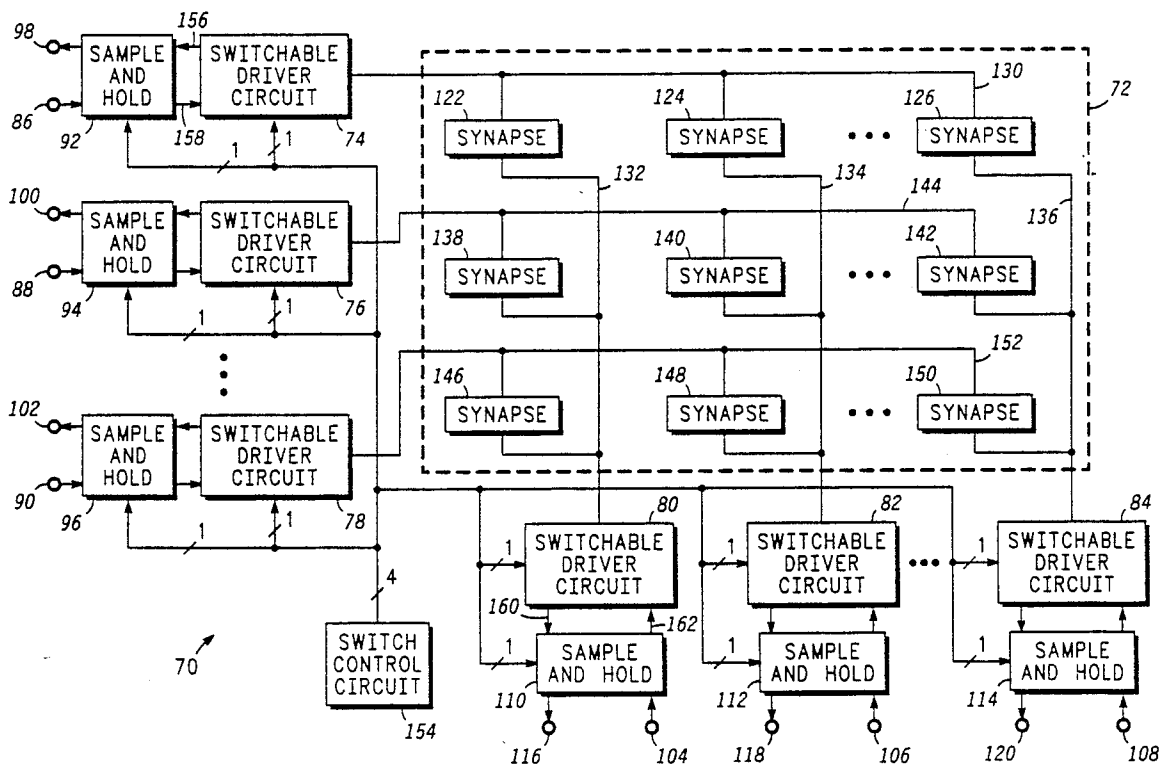 98
156
SAMPLE
AND
HOLD
SWITCHABLE
DRIVER
CIRCUIT
86
92
158
74
1
1
122
SYNAPSE
124
SYNAPSE
126
SYNAPSE
130
72
132
134
136
100
SAMPLE
AND
HOLD
SWITCHABLE
DRIVER
CIRCUIT
88
94
76
1
1
144
138
SYNAPSE
140
SYNAPSE
142
SYNAPSE
102
SAMPLE
AND
HOLD
SWITCHABLE
DRIVER
CIRCUIT
90
96
78
1
1
152
146
SYNAPSE
148
SYNAPSE
150
SYNAPSE
80
SWITCHABLE
DRIVER
CIRCUIT
1
82
SWITCHABLE
DRIVER
CIRCUIT
1
84
SWITCHABLE
DRIVER
CIRCUIT
1
4
160
162
SWITCH
CONTROL
CIRCUIT
154
70
1
SAMPLE
AND HOLD
110
1
SAMPLE
AND HOLD
112
1
SAMPLE
AND HOLD
114
116
104
118
106
120
108